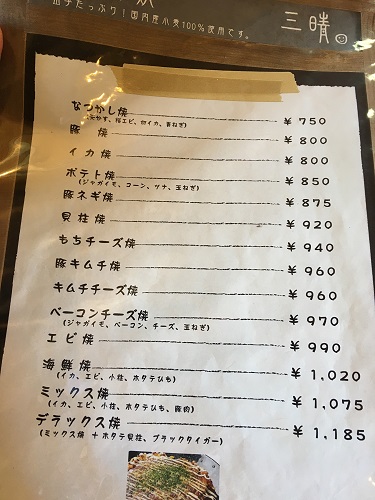 たっぷり！国内産小麦100％使用です。
三晴
なつかし焼 ¥750
(天かす、桜エビ、切イカ、青ねぎ)
豚焼 ¥800
イカ焼 ¥800
ポテト焼 ¥850
(ジャガイモ、コーン、ツナ、玉ねぎ)
豚ネギ焼 ¥875
貝柱焼 ¥920
もちチーズ焼 ¥940
豚キムチ焼 ¥960
キムチチーズ焼 ¥960
ベーコンチーズ焼 ¥970
(ジャガイモ、ベーコン、チーズ、玉ねぎ)
エビ焼 ¥990
海鮮焼 ¥1,020
(イカ、エビ、小柱、ホタテひも)
ミックス焼 ¥1,075
(イカ、エビ、小柱、ホタテひも、豚肉)
デラックス焼 ¥1,185
(ミックス焼 ＋ホタテ貝柱、ブラックタイガー)